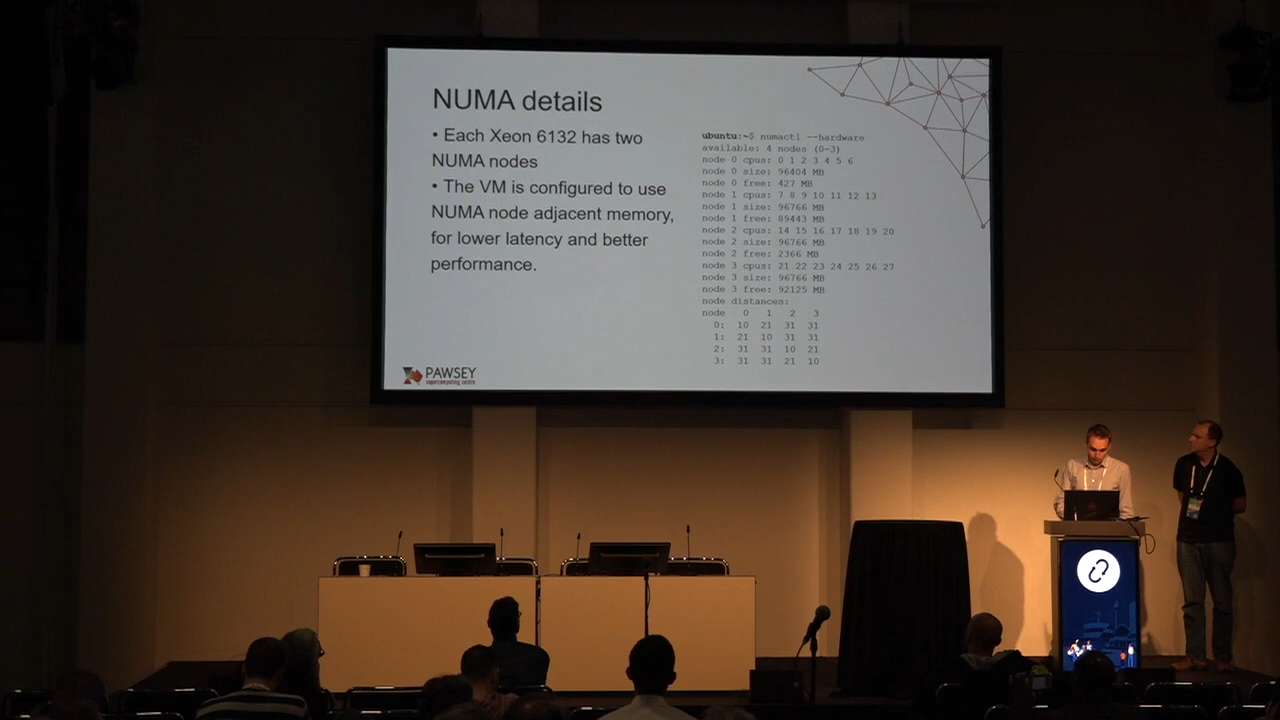 NUMA details
• Each Xeon 6132 has two
NUMA nodes
• The VM is configured to use
NUMA node adjacent memory,
for lower latency and better
performance.
ubuntu:~$ numactl --hardware
available: 4 nodes (0-3)
node 0 cpus: 0 1 2 3 4 5 6
node 0 size: 96404 MB
node 0 free: 427 MB
node 1 cpus: 7 8 9 10 11 12 13
node 1 size: 96766 MB
node 1 free: 89443 MB
node 2 cpus: 14 15 16 17 18 19 20
node 2 size: 96766 MB
node 2 free: 2366 MB
node 3 cpus: 21 22 23 24 25 26 27
node 3 size: 96766 MB
node 3 free: 92125 MB
node distances:
node 0 1 2 3
0: 10 21 31 31
1: 21 10 31 31
2: 31 31 10 21
3: 31 31 21 10
PAWSEY
supercomputing centre